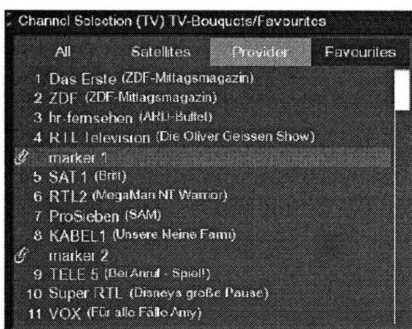 Channel Selection (TV) TV-Bouquets/Favourites
All Satellites Provider Favourites
1 Das Erste (ZDF-Mittagsmagazin)
2 ZDF (ZDF-Mittagsmagazin)
3 hr-fernsehen (ARD-Buffet)
4 RTL Television (Die Oliver Geissen Show)
marker 1
5 SAT.1 (Britt)
6 RTL2 (MegaMan NT Warrior)
7 ProSieben (SAM)
8 KABEL1 (Unsere kleine Farm)
marker 2
9 TELE 5 (Bei Anruf - Spiel!)
10 Super RTL (Disneys große Pause)
11 VOX (Für alle Fälle Amy)